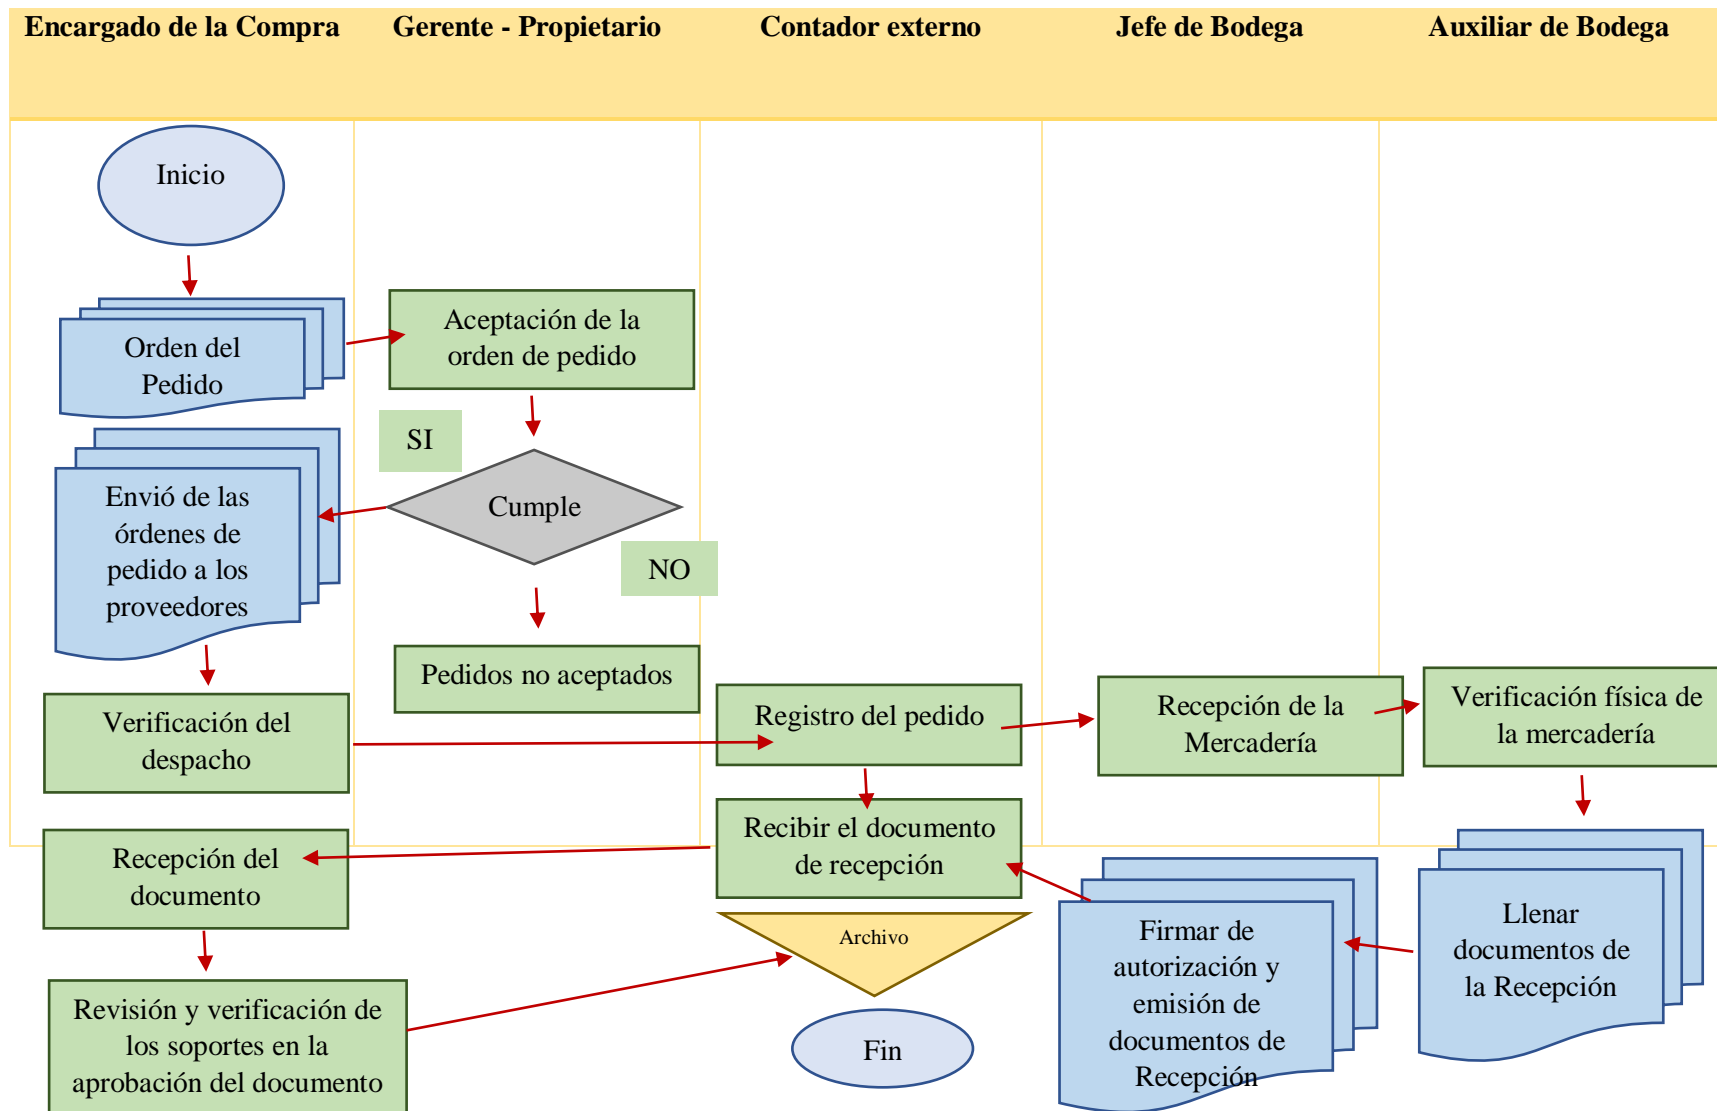 Encargado de la Compra
Gerente - Propietario
Contador externo
Jefe de Bodega
Auxiliar de Bodega
Inicio
Orden del
Pedido
Aceptación de la
orden de pedido
SI
Cumple
NO
Envió de las
órdenes de
pedido a los
proveedores
Pedidos no aceptados
Verificación del
despacho
Registro del pedido
Recepción de la
Mercadería
Verificación física de
la mercadería
Recibir el documento
de recepción
Recepción del
documento
Llenar
documentos de
la Recepción
Firmar de
autorización y
emisión de
documentos de
Recepción
Archivo
Revisión y verificación de
los soportes en la
aprobación del documento
Fin